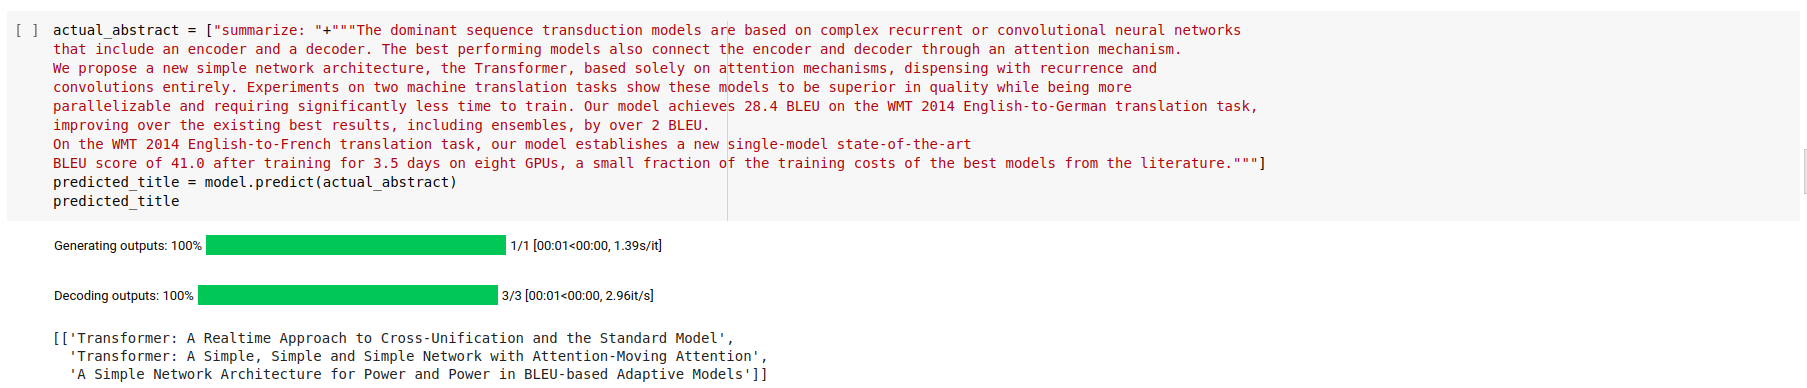 [ ] actual_abstract = ["summarize: "+"""The dominant sequence transduction models are based on complex recurrent or convolutional neural networks
that include an encoder and a decoder. The best performing models also connect the encoder and decoder through an attention mechanism.
We propose a new simple network architecture, the Transformer, based solely on attention mechanisms, dispensing with recurrence and
convolutions entirely. Experiments on two machine translation tasks show these models to be superior in quality while being more
parallelizable and requiring significantly less time to train. Our model achieves 28.4 BLEU on the WMT 2014 English-to-German translation task,
improving over the existing best results, including ensembles, by over 2 BLEU.
On the WMT 2014 English-to-French translation task, our model establishes a new single-model state-of-the-art
BLEU score of 41.0 after training for 3.5 days on eight GPUs, a small fraction of the training costs of the best models from the literature."""]
predicted_title = model.predict(actual_abstract)
predicted_title
Generating outputs: 100% 1/1 [00:01<00:00, 1.39s/it]
Decoding outputs: 100% 3/3 [00:01<00:00, 2.96it/s]
[['Transformer: A Realtime Approach to Cross-Unification and the Standard Model',
'Transformer: A Simple, Simple and Simple Network with Attention-Moving Attention',
'A Simple Network Architecture for Power and Power in BLEU-based Adaptive Models']]